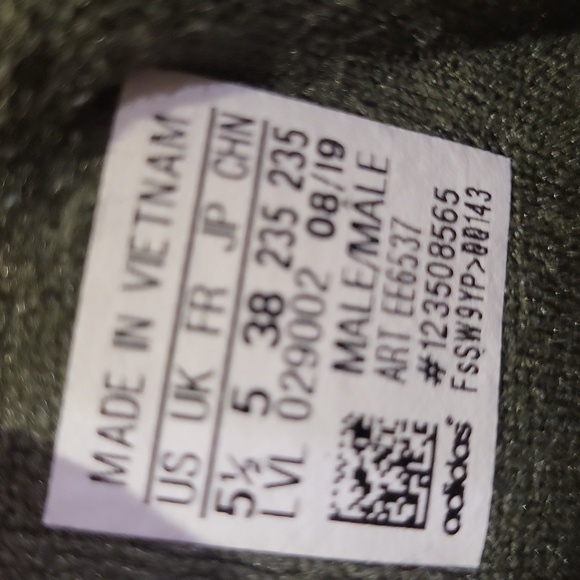 MADE IN VIETNAM
US UK FR JP CHN
5½ 5 38 235 235
LVL 029002 08/19
MALE/MÂLE
ART EE6537
#123508565
FsSW9YP>00143
adidas